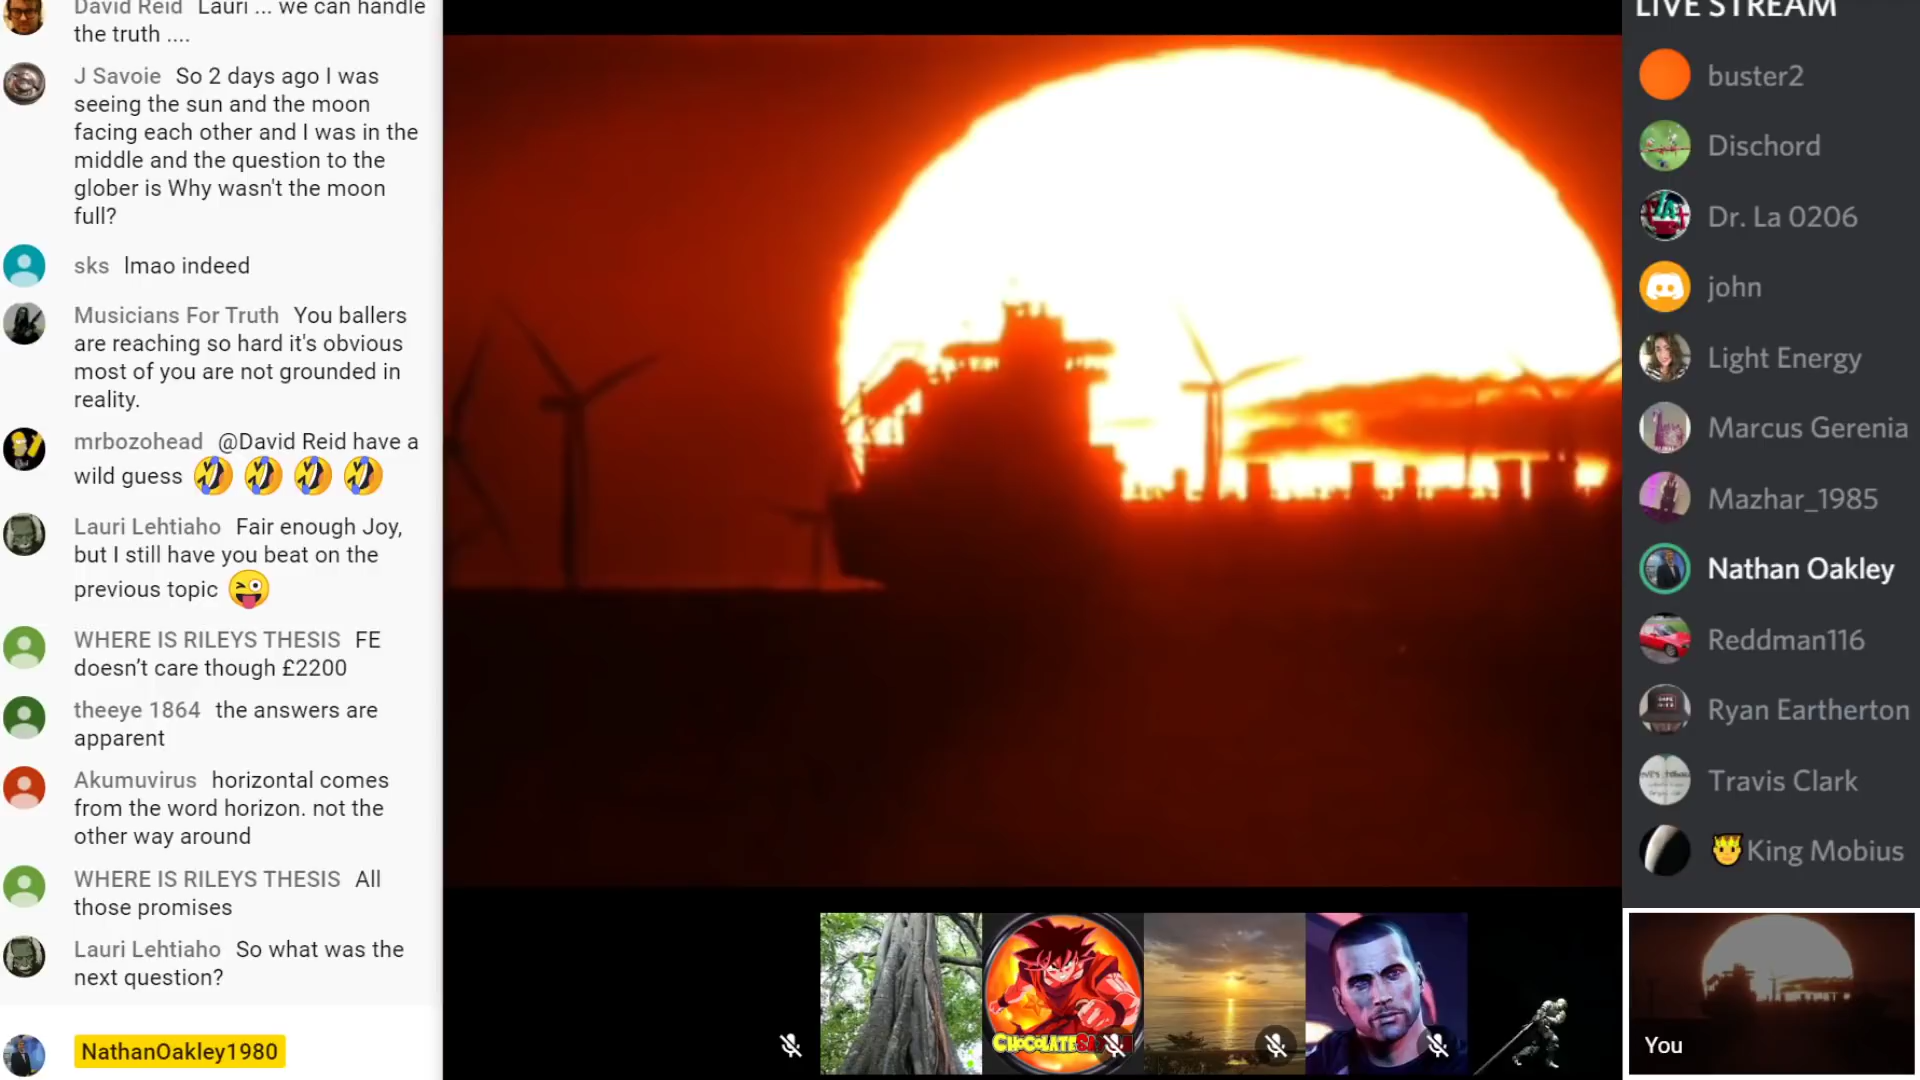 David Reid Lauri ... we can handle
the truth ....
J Savoie So 2 days ago I was
seeing the sun and the moon
facing each other and I was in the
middle and the question to the
glober is Why wasn't the moon
full?
sks lmao indeed
Musicians For Truth You ballers
are reaching so hard it's obvious
most of you are not grounded in
reality.
mrbozohead @David Reid have a
wild guess 🤣 🤣 🤣 🤣
Lauri Lehtiaho Fair enough Joy,
but I still have you beat on the
previous topic 😜
WHERE IS RILEYS THESIS FE
doesn’t care though £2200
theeye 1864 the answers are
apparent
Akumuvirus horizontal comes
from the word horizon. not the
other way around
WHERE IS RILEYS THESIS All
those promises
Lauri Lehtiaho So what was the
next question?
NathanOakley1980
LIVE STREAM
buster2
Dischord
Dr. La 0206
john
Light Energy
Marcus Gerenia
Mazhar_1985
Nathan Oakley
Reddman116
Ryan Eartherton
Travis Clark
King Mobius
You